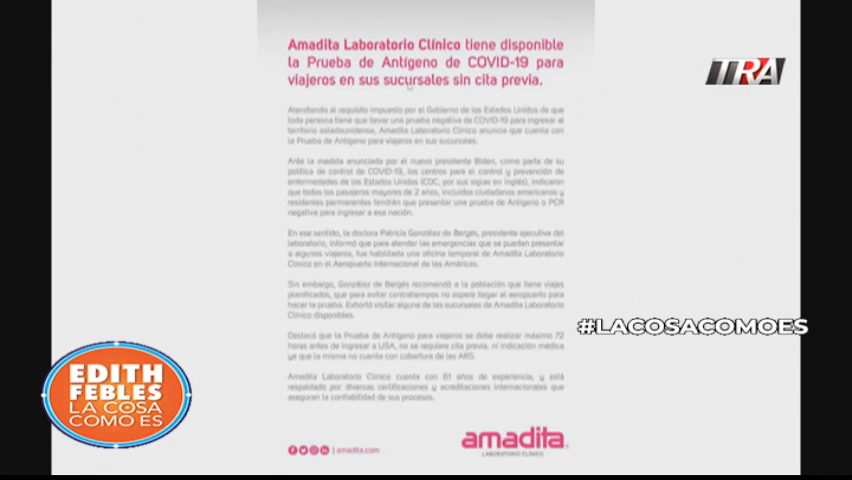 Amadita Laboratorio Clínico tiene disponible
la Prueba de Antígeno de COVID-19 para
viajeros en sus sucursales sin cita previa.
TRA
Atendiendo al requisito impuesto por el Gobierno de los Estados Unidos de que
toda persona tiene que llevar una prueba negativa de COVID-19 para ingresar al
territorio estadounidense, Amadita Laboratorio Clínico anuncia que cuenta con
la Prueba de Antígeno para viajeros en sus sucursales.
Ante la medida anunciada por el nuevo presidente Biden, como parte de su
política de control de COVID-19, los centros para el control y prevención de
enfermedades de los Estados Unidos (CDC, por sus siglas en inglés), indicaron
que todos los pasajeros mayores de 2 años, incluidos ciudadanos americanos y
residentes permanentes tendrán que presentar una prueba de Antígeno o PCR
negativa para ingresar a esa nación.
En ese sentido, la doctora Patricia González de Bergés, presidente ejecutiva del
laboratorio, informó que para atender las emergencias que se puedan presentar
a algunos viajeros, fue habilitada una oficina temporal de Amadita Laboratorio
Clínico en el Aeropuerto Internacional de las Américas.
Sin embargo, González de Bergés recomendó a la población que tiene viajes
planificados, que para evitar contratiempos no espere llegar al aeropuerto para
hacer la prueba. Exhortó visitar alguna de las sucursales de Amadita Laboratorio
Clínico disponibles.
#LACOSACOMOES
Destacó que la Prueba de Antígeno para viajeros se debe realizar máximo 72
horas antes de ingresar a USA, no se requiere cita previa, ni indicación médica
ya que la misma no cuenta con cobertura de las ARS.
Amadita Laboratorio Clínico cuenta con 61 años de experiencia, y está
respaldado por diversas certificaciones y acreditaciones internacionales que
aseguran la confiabilidad de sus procesos.
EDITH
FEBLES
LA COSA
COMO ES
| amadita.com
amadita
LABORATORIO CLÍNICO